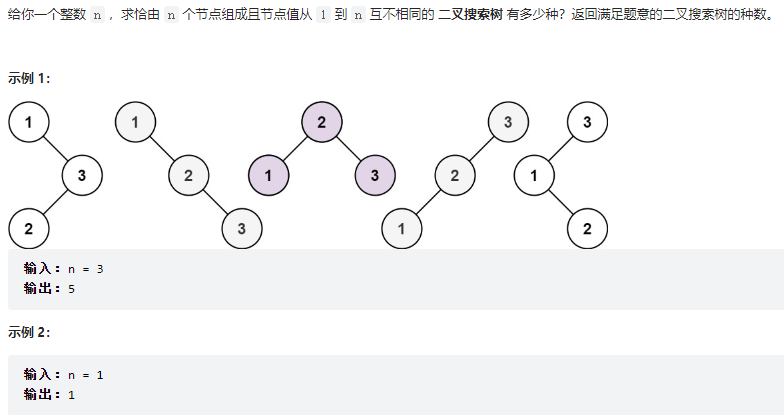 给你一个整数 n ，求恰由 n 个节点组成且节点值从 1 到 n 互不相同的 二叉搜索树 有多少种？返回满足题意的二叉搜索树的种数。
示例 1：
1 1 2 3 3
3 2 1 3 2 1
2 3 1 2
输入：n = 3
输出：5
示例 2：
输入：n = 1
输出：1